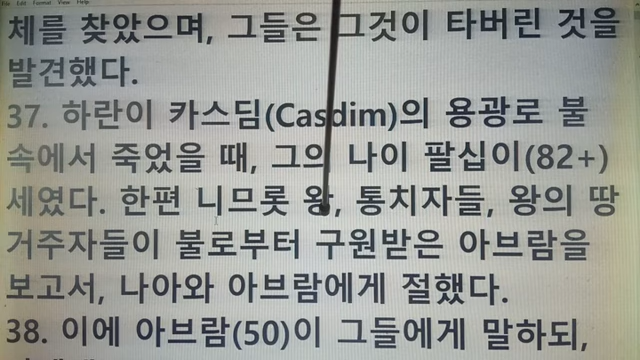 File Edit Format View Help
체를 찾았으며, 그들은 그것이 타버린 것을
발견했다.
37. 하란이 카스딤(Casdim)의 용광로 불
속에서 죽었을 때, 그의 나이 팔십이(82+)
세였다. 한편 니므롯 왕, 통치자들, 왕의 땅
거주자들이 불로부터 구원받은 아브람을
보고서, 나아와 아브람에게 절했다.
38. 이에 아브람(50)이 그들에게 말하되,